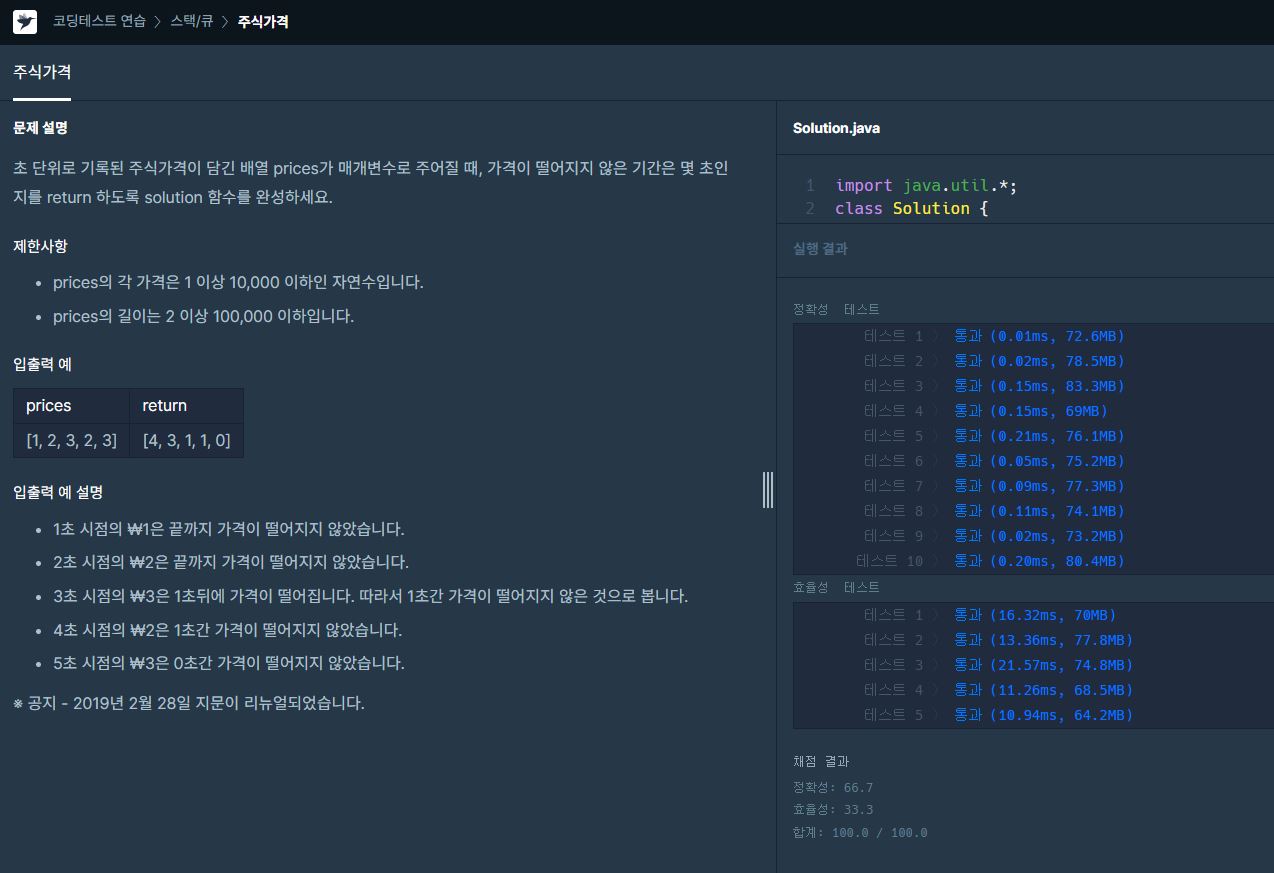 코딩테스트 연습 > 스택/큐 > 주식가격
주식가격
문제 설명
초 단위로 기록된 주식가격이 담긴 배열 prices가 매개변수로 주어질 때, 가격이 떨어지지 않은 기간은 몇 초인
지를 return 하도록 solution 함수를 완성하세요.
제한사항
• prices의 각 가격은 1 이상 10,000 이하인 자연수입니다.
• prices의 길이는 2 이상 100,000 이하입니다.
입출력 예
prices return
[1, 2, 3, 2, 3] [4, 3, 1, 1, 0]
입출력 예 설명
• 1초 시점의 ₩1은 끝까지 가격이 떨어지지 않았습니다.
• 2초 시점의 ₩2은 끝까지 가격이 떨어지지 않았습니다.
• 3초 시점의 ₩3은 1초뒤에 가격이 떨어집니다. 따라서 1초간 가격이 떨어지지 않은 것으로 봅니다.
• 4초 시점의 ₩2은 1초간 가격이 떨어지지 않았습니다.
• 5초 시점의 ₩3은 0초간 가격이 떨어지지 않았습니다.
※ 공지 - 2019년 2월 28일 지문이 리뉴얼되었습니다.
Solution.java
1 import java.util.*;
2 class Solution {
실행 결과
정확성 테스트
테스트 1 > 통과 (0.01ms, 72.6MB)
테스트 2 > 통과 (0.02ms, 78.5MB)
테스트 3 > 통과 (0.15ms, 83.3MB)
테스트 4 > 통과 (0.15ms, 69MB)
테스트 5 > 통과 (0.21ms, 76.1MB)
테스트 6 > 통과 (0.05ms, 75.2MB)
테스트 7 > 통과 (0.09ms, 77.3MB)
테스트 8 > 통과 (0.11ms, 74.1MB)
테스트 9 > 통과 (0.02ms, 73.2MB)
테스트 10 > 통과 (0.20ms, 80.4MB)
효율성 테스트
테스트 1 > 통과 (16.32ms, 70MB)
테스트 2 > 통과 (13.36ms, 77.8MB)
테스트 3 > 통과 (21.57ms, 74.8MB)
테스트 4 > 통과 (11.26ms, 68.5MB)
테스트 5 > 통과 (10.94ms, 64.2MB)
채점 결과
정확성: 66.7
효율성: 33.3
합계: 100.0 / 100.0